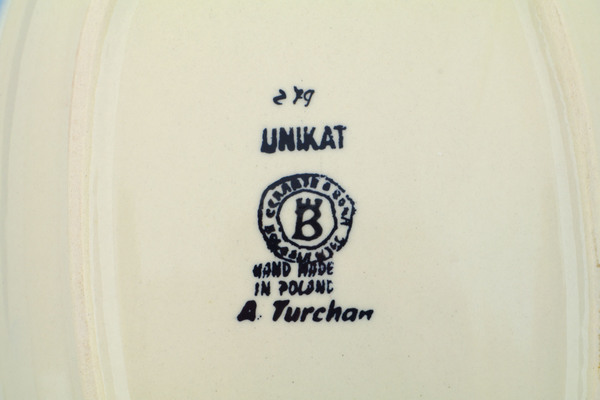 279
UNIKAT
B
HAND MADE
IN POLAND
A. Turchan